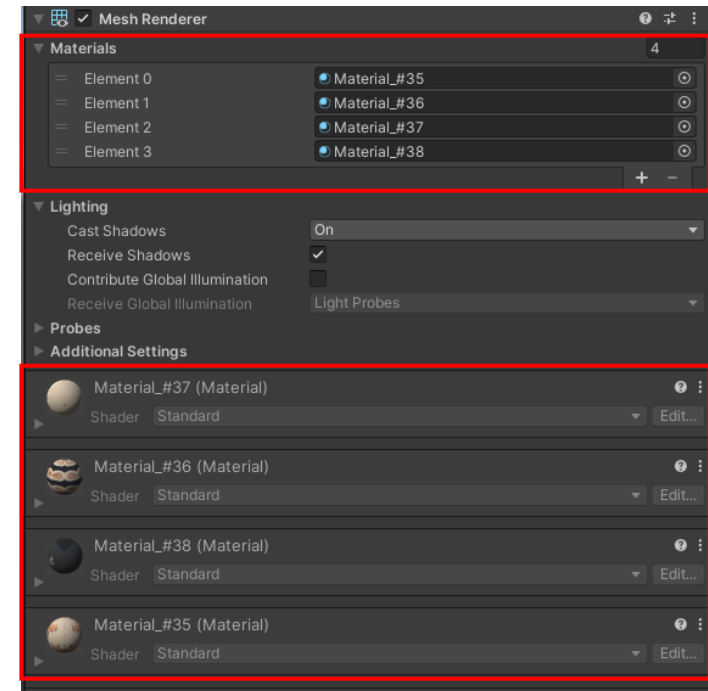 Mesh Renderer
Materials 4
Element 0 Material_#35
Element 1 Material_#36
Element 2 Material_#37
Element 3 Material_#38
+ −
Lighting
Cast Shadows On
Receive Shadows
Contribute Global Illumination
Receive Global Illumination Light Probes
Probes
Additional Settings
Material_#37 (Material)
Shader Standard Edit...
Material_#36 (Material)
Shader Standard Edit...
Material_#38 (Material)
Shader Standard Edit...
Material_#35 (Material)
Shader Standard Edit...